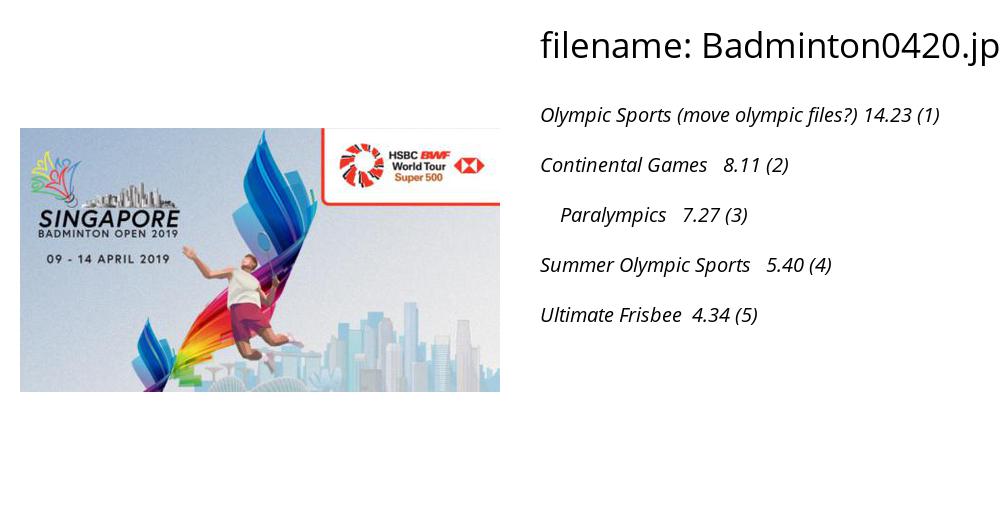 filename: Badminton0420.jp
Olympic Sports (move olympic files?) 14.23 (1)
Continental Games 8.11 (2)
Paralympics 7.27 (3)
Summer Olympic Sports 5.40 (4)
Ultimate Frisbee 4.34 (5)
HSBC BWF
World Tour
Super 500
SINGAPORE
BADMINTON OPEN 2019
09 - 14 APRIL 2019